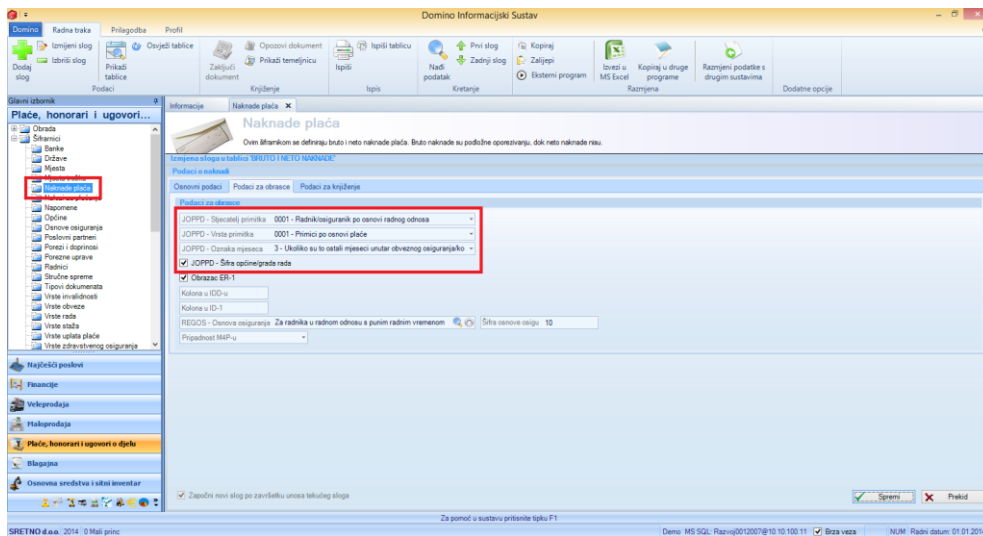 Domino Informacijski Sustav
Domino Radna traka Prilagodba Profil
Dodaj slog
Izmijeni slog
Izbriši slog
Prikaži tablice
Osvježi tablice
Podaci
Zaključi dokument
Opozovi dokument
Prikaži temeljnicu
Knjiženje
Ispiši
Ispiši tablicu
Ispis
Nađi podatak
Prvi slog
Zadnji slog
Kretanje
Kopiraj
Zalijepi
Eksterni program
Izvezi u MS Excel
Kopiraj u druge programe
Razmjeni podatke s drugim sustavima
Razmjena
Dodatne opcije
Glavni izbornik
Plaće, honorari i ugovori...
Obrada
Šifarnici
Banke
Države
Mjesta
Naknade plaće
Napomene
Općine
Osnove osiguranja
Poslovni partneri
Porezi i doprinosi
Porezne uprave
Radnici
Stručne spreme
Tipovi dokumenata
Vrste invalidnosti
Vrste obveze
Vrste rada
Vrste staža
Vrste uplata plaće
Vrste zdravstvenog osiguranja
Najčešći poslovi
Financije
Veleprodaja
Maloprodaja
Plaće, honorari i ugovori o djelu
Blagajna
Osnovna sredstva i sitni inventar
Informacije Naknade plaća X
Naknade plaća
Ovim šifarnikom se definiraju bruto i neto naknade plaća. Bruto naknade su podložne oporezivanju, dok neto naknade nisu.
Izmjena sloga u tablici 'BRUTO I NETO NAKNADE'
Podaci o naknadi
Osnovni podaci Podaci za obrasce Podaci za knjiženje
Podaci za obrasce
JOPPD - Stjecatelj primitka 0001 - Radnik/osiguranik po osnovi radnog odnosa
JOPPD - Vrsta primitka 0001 - Primici po osnovi plaće
JOPPD - Oznaka mjeseca 3 - Ukoliko su to ostali mjeseci unutar obveznog osiguranja/ko
JOPPD - Šifra općine/grada rada
Obrazac ER-1
Kolona u IDD-u
Kolona u ID-1
REGOS - Osnova osiguranja Za radnika u radnom odnosu s punim radnim vremenom Šifra osnove osigu 10
Pripadnost M4P-u
Započni novi slog po završetku unosa tekućeg sloga
Spremi Prekid
Za pomoć u sustavu pritisnite tipku F1
SRETNO d.o.o. 2014 0 Mali princ
Demo MS SQL: Razvoj0012007@10.10.100.11 Brza veza NUM Radni datum: 01.01.2014